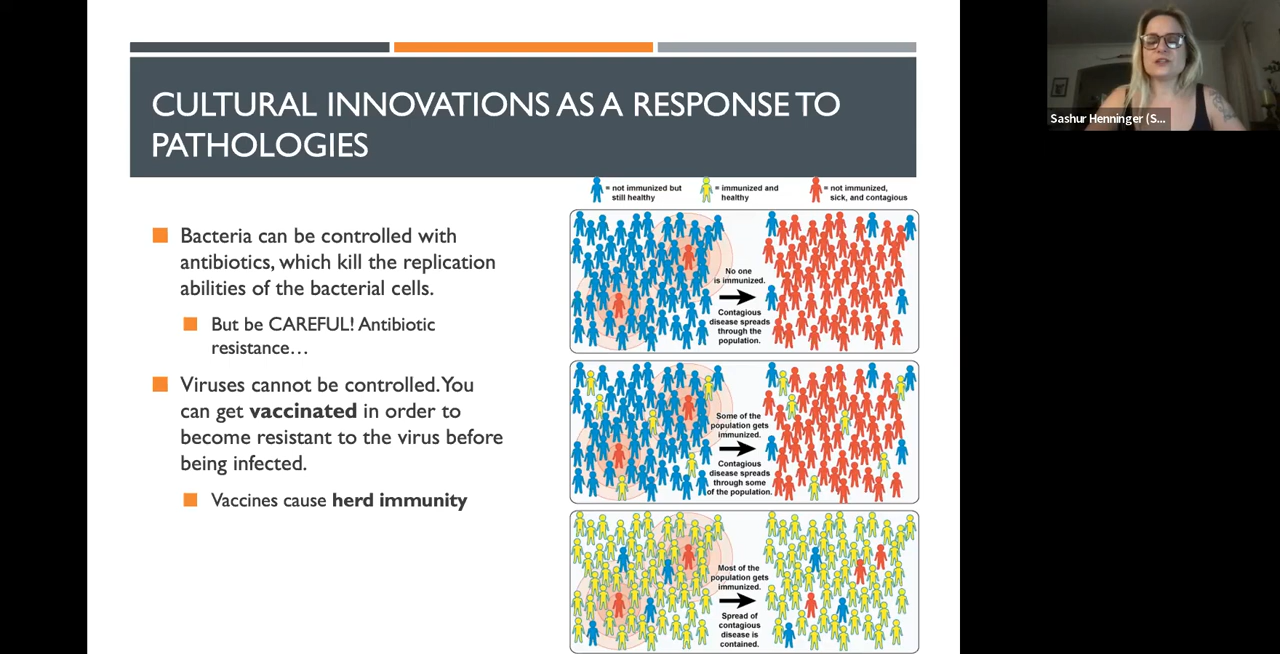 CULTURAL INNOVATIONS AS A RESPONSE TO
PATHOLOGIES
Bacteria can be controlled with
antibiotics, which kill the replication
abilities of the bacterial cells.
But be CAREFUL! Antibiotic
resistance…
Viruses cannot be controlled. You
can get vaccinated in order to
become resistant to the virus before
being infected.
Vaccines cause herd immunity
= not immunized but
still healthy
= immunized and
healthy
= not immunized,
sick, and contagious
No one
is immunized.
Contagious
disease spreads
through the
population.
Some of the
population gets
immunized.
Contagious
disease spreads
through some
of the population.
Most of the
population gets
immunized.
Spread of
contagious
disease is
contained.
Sashur Henninger (S...